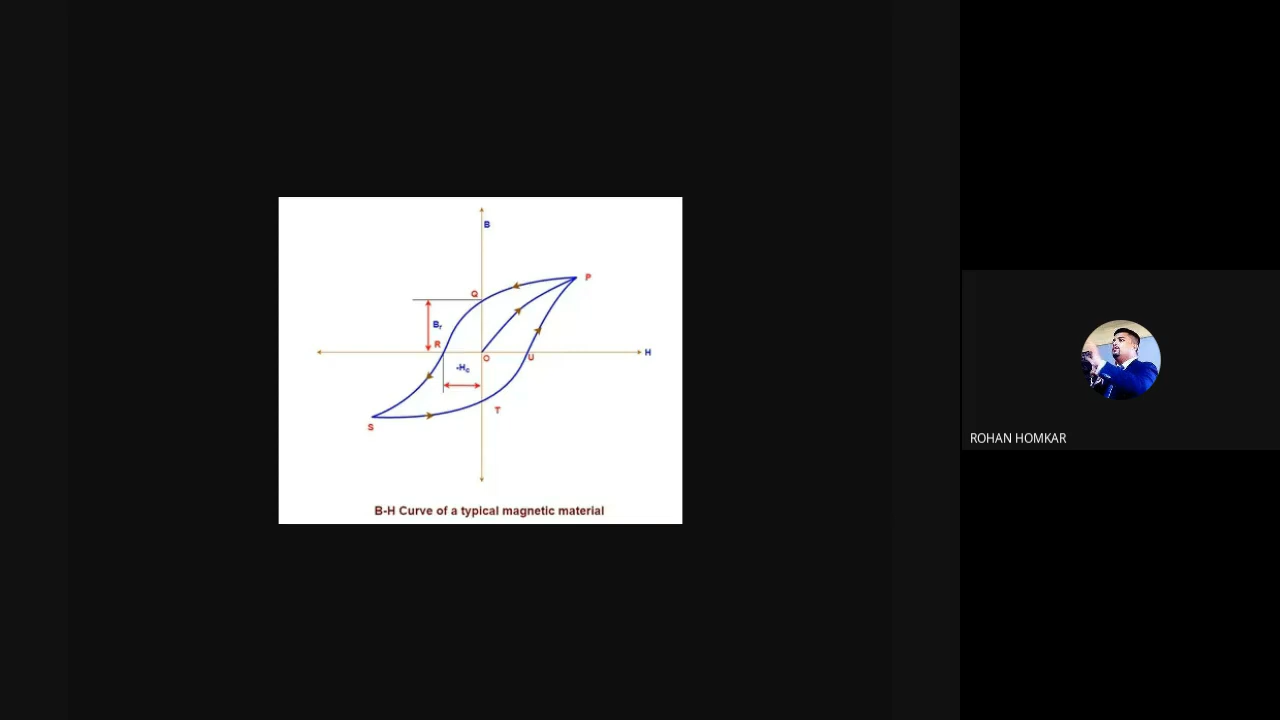 B
P
Q
Br
R
O
U
H
-Hc
T
S
B-H Curve of a typical magnetic material
ROHAN HOMKAR